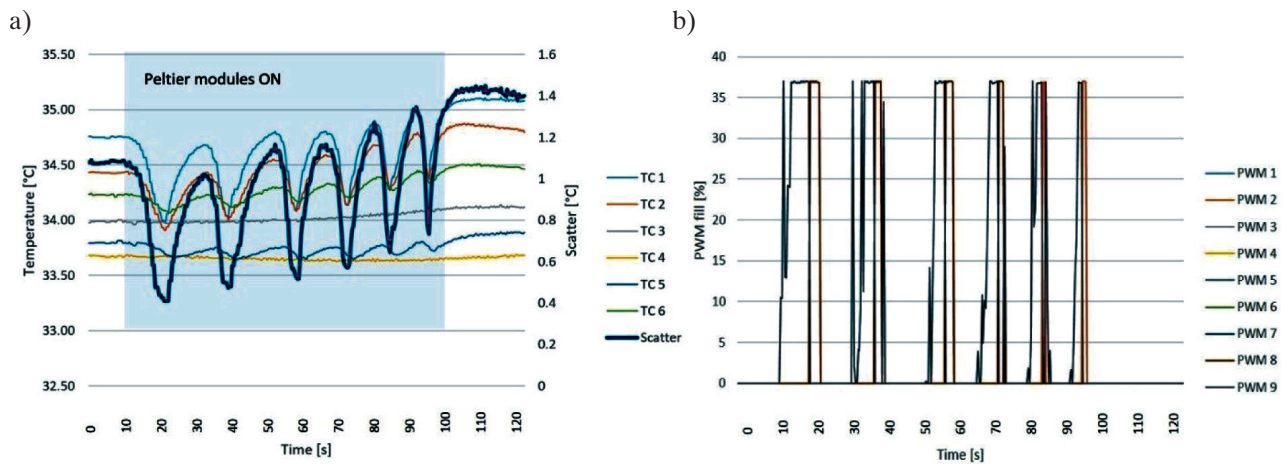 a)
35.50
35.00
34.50
34.00
33.50
33.00
32.50
Temperature [°C]
Peltier modules ON
1.6
1.4
1.2
1
0.8
0.6
0.4
0.2
0
Scatter [°C]
0 10 20 30 40 50 60 70 80 90 100 110 120
Time [s]
TC 1
TC 2
TC 3
TC 4
TC 5
TC 6
Scatter
b)
40
35
30
25
20
15
10
5
0
PWM fill [%]
0 10 20 30 40 50 60 70 80 90 100 110 120
Time [s]
PWM 1
PWM 2
PWM 3
PWM 4
PWM 5
PWM 6
PWM 7
PWM 8
PWM 9